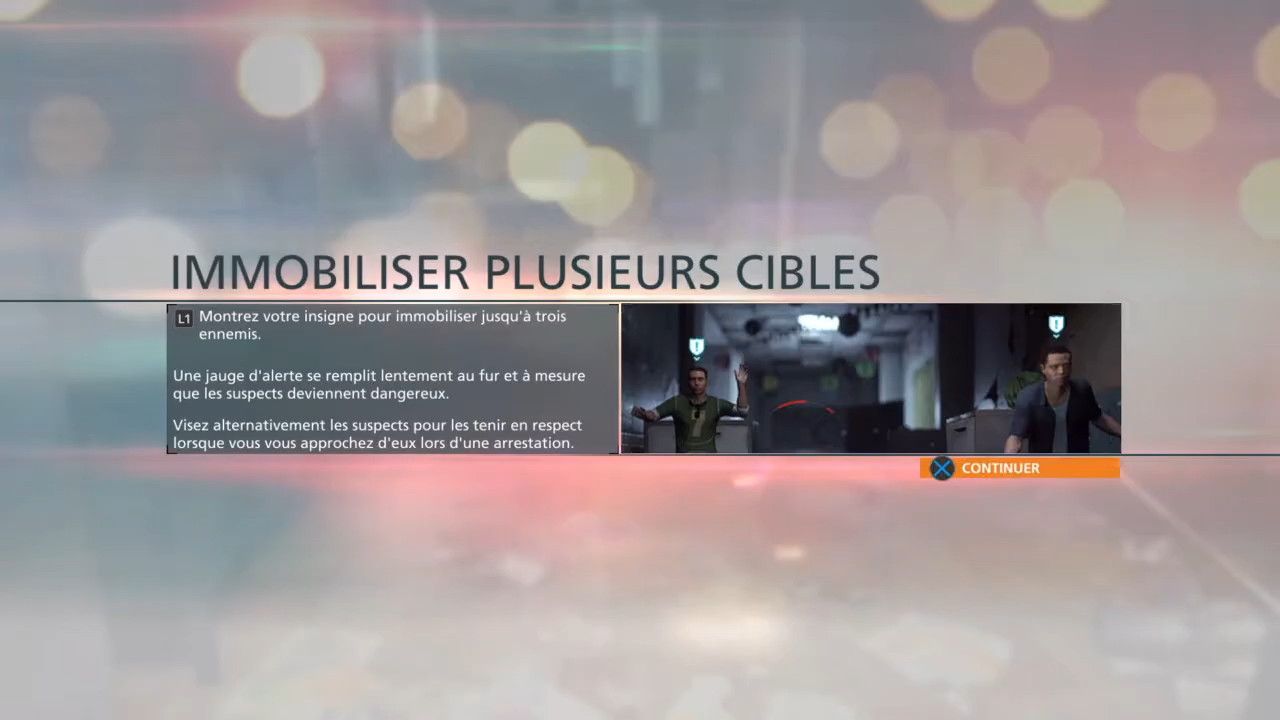 IMMOBILISER PLUSIEURS CIBLES
L1 Montrez votre insigne pour immobiliser jusqu'à trois
ennemis.
Une jauge d'alerte se remplit lentement au fur et à mesure
que les suspects deviennent dangereux.
Visez alternativement les suspects pour les tenir en respect
lorsque vous vous approchez d'eux lors d'une arrestation.
CONTINUER